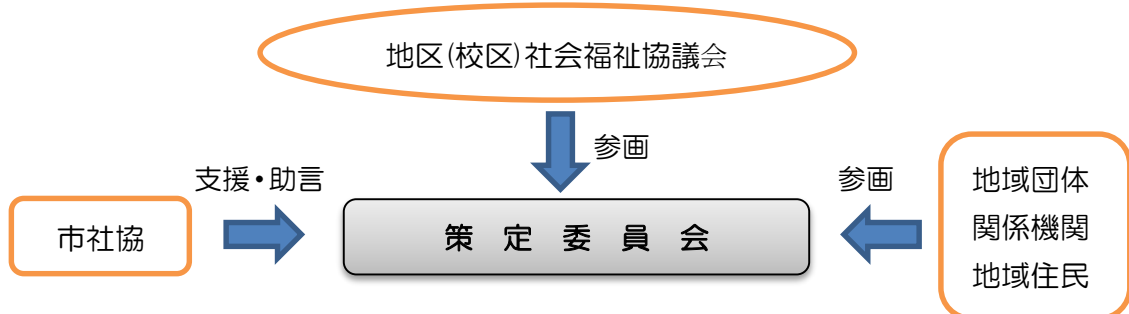 地区(校区)社会福祉協議会
参画
支援・助言
参画
市社協
策定委員会
地域団体
関係機関
地域住民